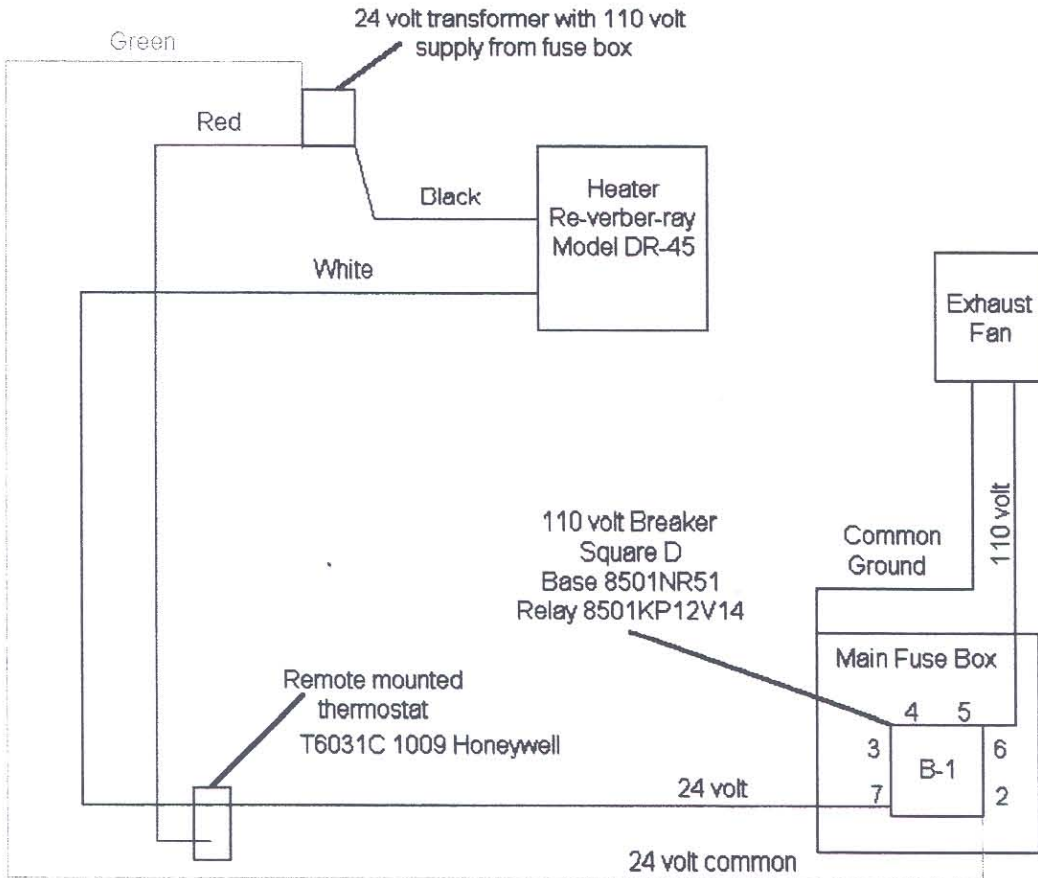 24 volt transformer with 110 volt
supply from fuse box
Green
Red
Black
Heater
Re-verber-ray
Model DR-45
White
Exhaust
Fan
110 volt
110 volt Breaker
Square D
Base 8501NR51
Relay 8501KP12V14
Common
Ground
Main Fuse Box
Remote mounted
thermostat
T6031C 1009 Honeywell
4 5
3 6
B-1
7 2
24 volt
24 volt common